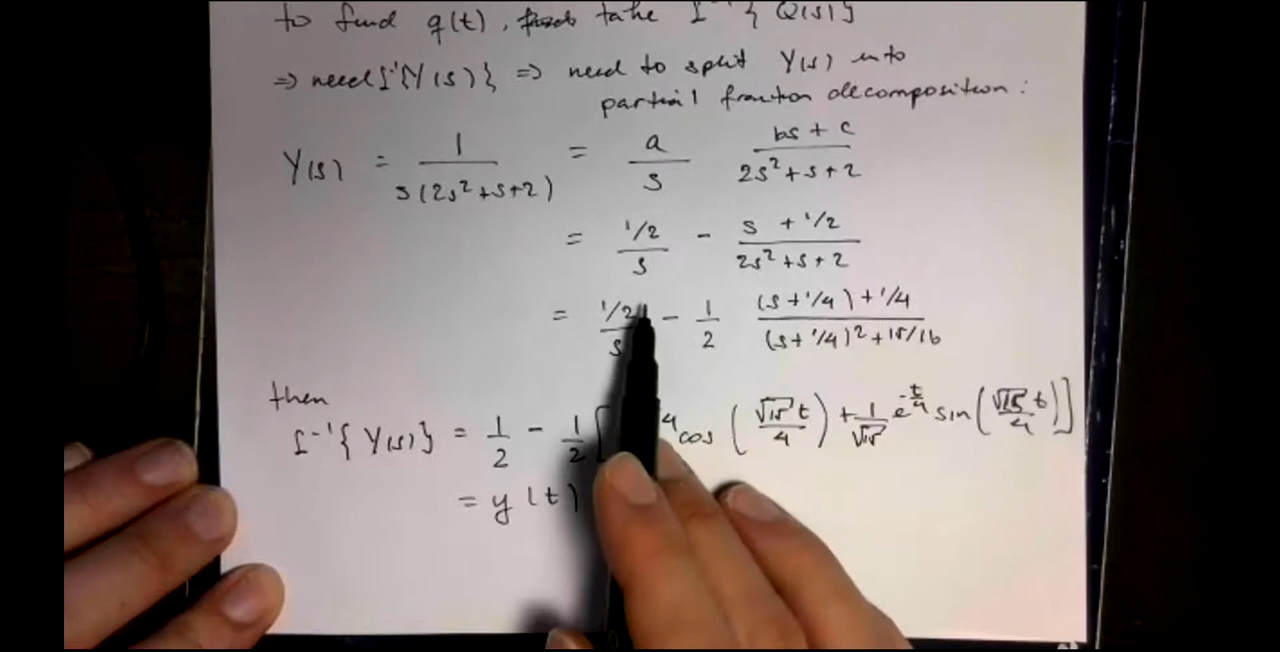 to find q(t), take I⁻¹ { Q(s) }
⇒ need I⁻¹{Y(s)} ⇒ need to split Y(s) into
partial fraction decomposition:
Y(s) = 1 / s(2s²+s+2) = a / s   bs + c / 2s²+s+2
= 1/2 / s - s + 1/2 / 2s²+s+2
= 1/2 / s - 1/2 (s+1/4)+1/4 / (s+1/4)²+15/16
then
I⁻¹{ Y(s)} = 1/2 - 1/2 [ 4 cos (√15 t / 4) + 1/√15 e^(-t/4) sin (√15 t / 4)]
= y(t)